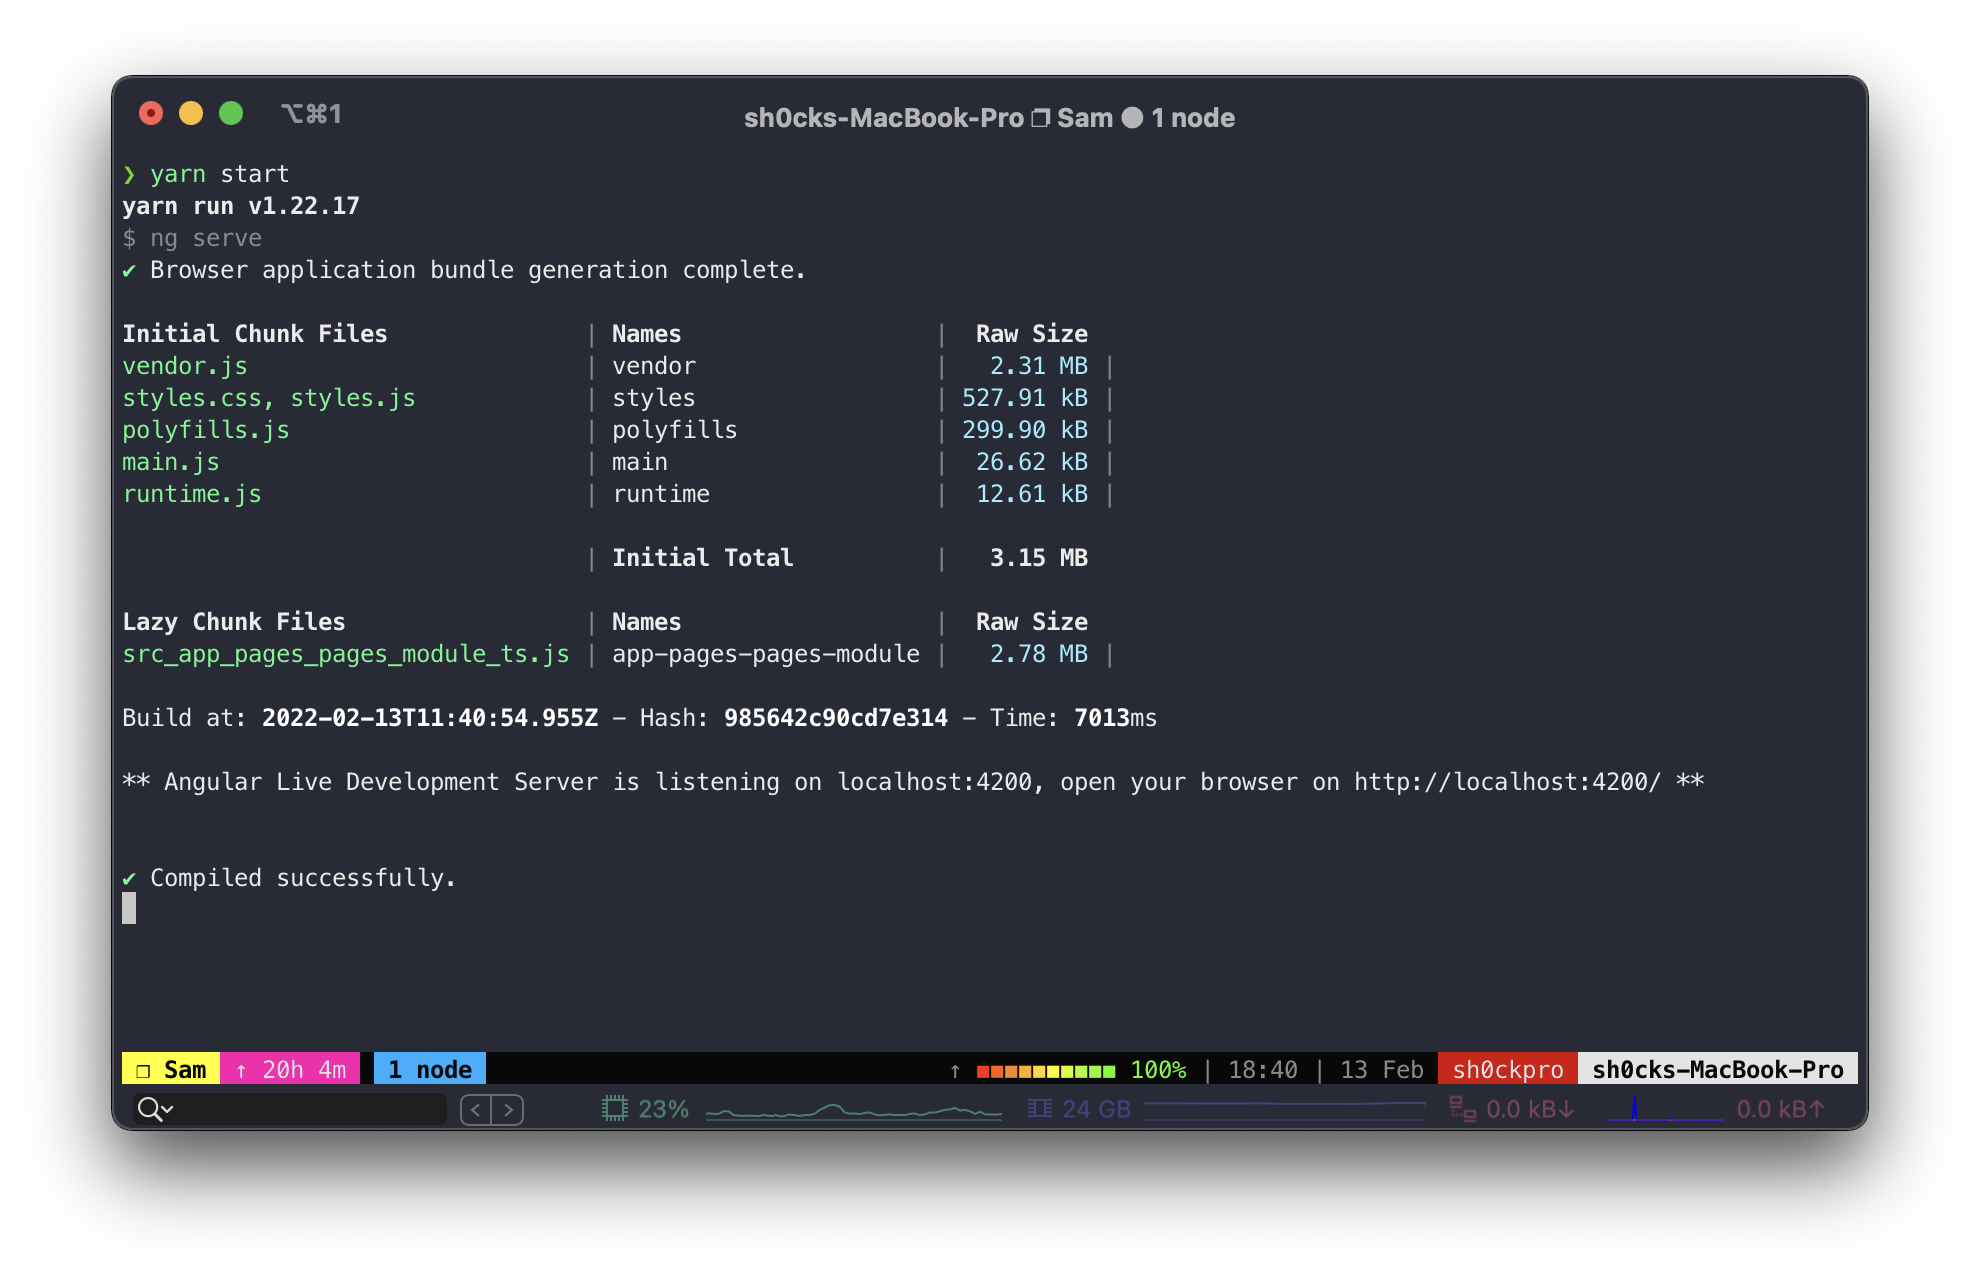 ⌥⌘1
sh0cks-MacBook-Pro ❐ Sam ● 1 node
❯ yarn start
yarn run v1.22.17
$ ng serve
✔ Browser application bundle generation complete.
Initial Chunk Files | Names | Raw Size
vendor.js | vendor | 2.31 MB |
styles.css, styles.js | styles | 527.91 kB |
polyfills.js | polyfills | 299.90 kB |
main.js | main | 26.62 kB |
runtime.js | runtime | 12.61 kB |
| Initial Total | 3.15 MB
Lazy Chunk Files | Names | Raw Size
src_app_pages_pages_module_ts.js | app-pages-pages-module | 2.78 MB |
Build at: 2022-02-13T11:40:54.955Z - Hash: 985642c90cd7e314 - Time: 7013ms
** Angular Live Development Server is listening on localhost:4200, open your browser on http://localhost:4200/ **
✔ Compiled successfully.
❐ Sam ↑ 20h 4m 1 node ↑ 100% | 18:40 | 13 Feb sh0ckpro sh0cks-MacBook-Pro
23% 24 GB 0.0 kB↓ 0.0 kB↑